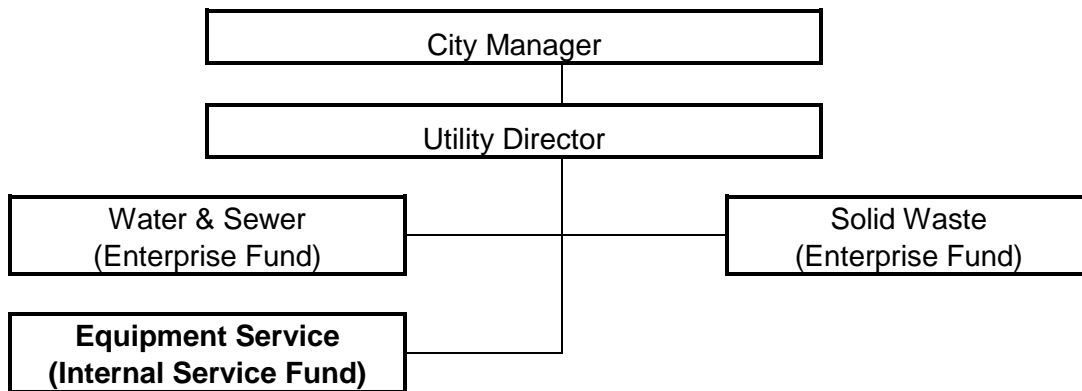 City Manager
Utility Director
Water & Sewer
(Enterprise Fund)
Solid Waste
(Enterprise Fund)
Equipment Service
(Internal Service Fund)